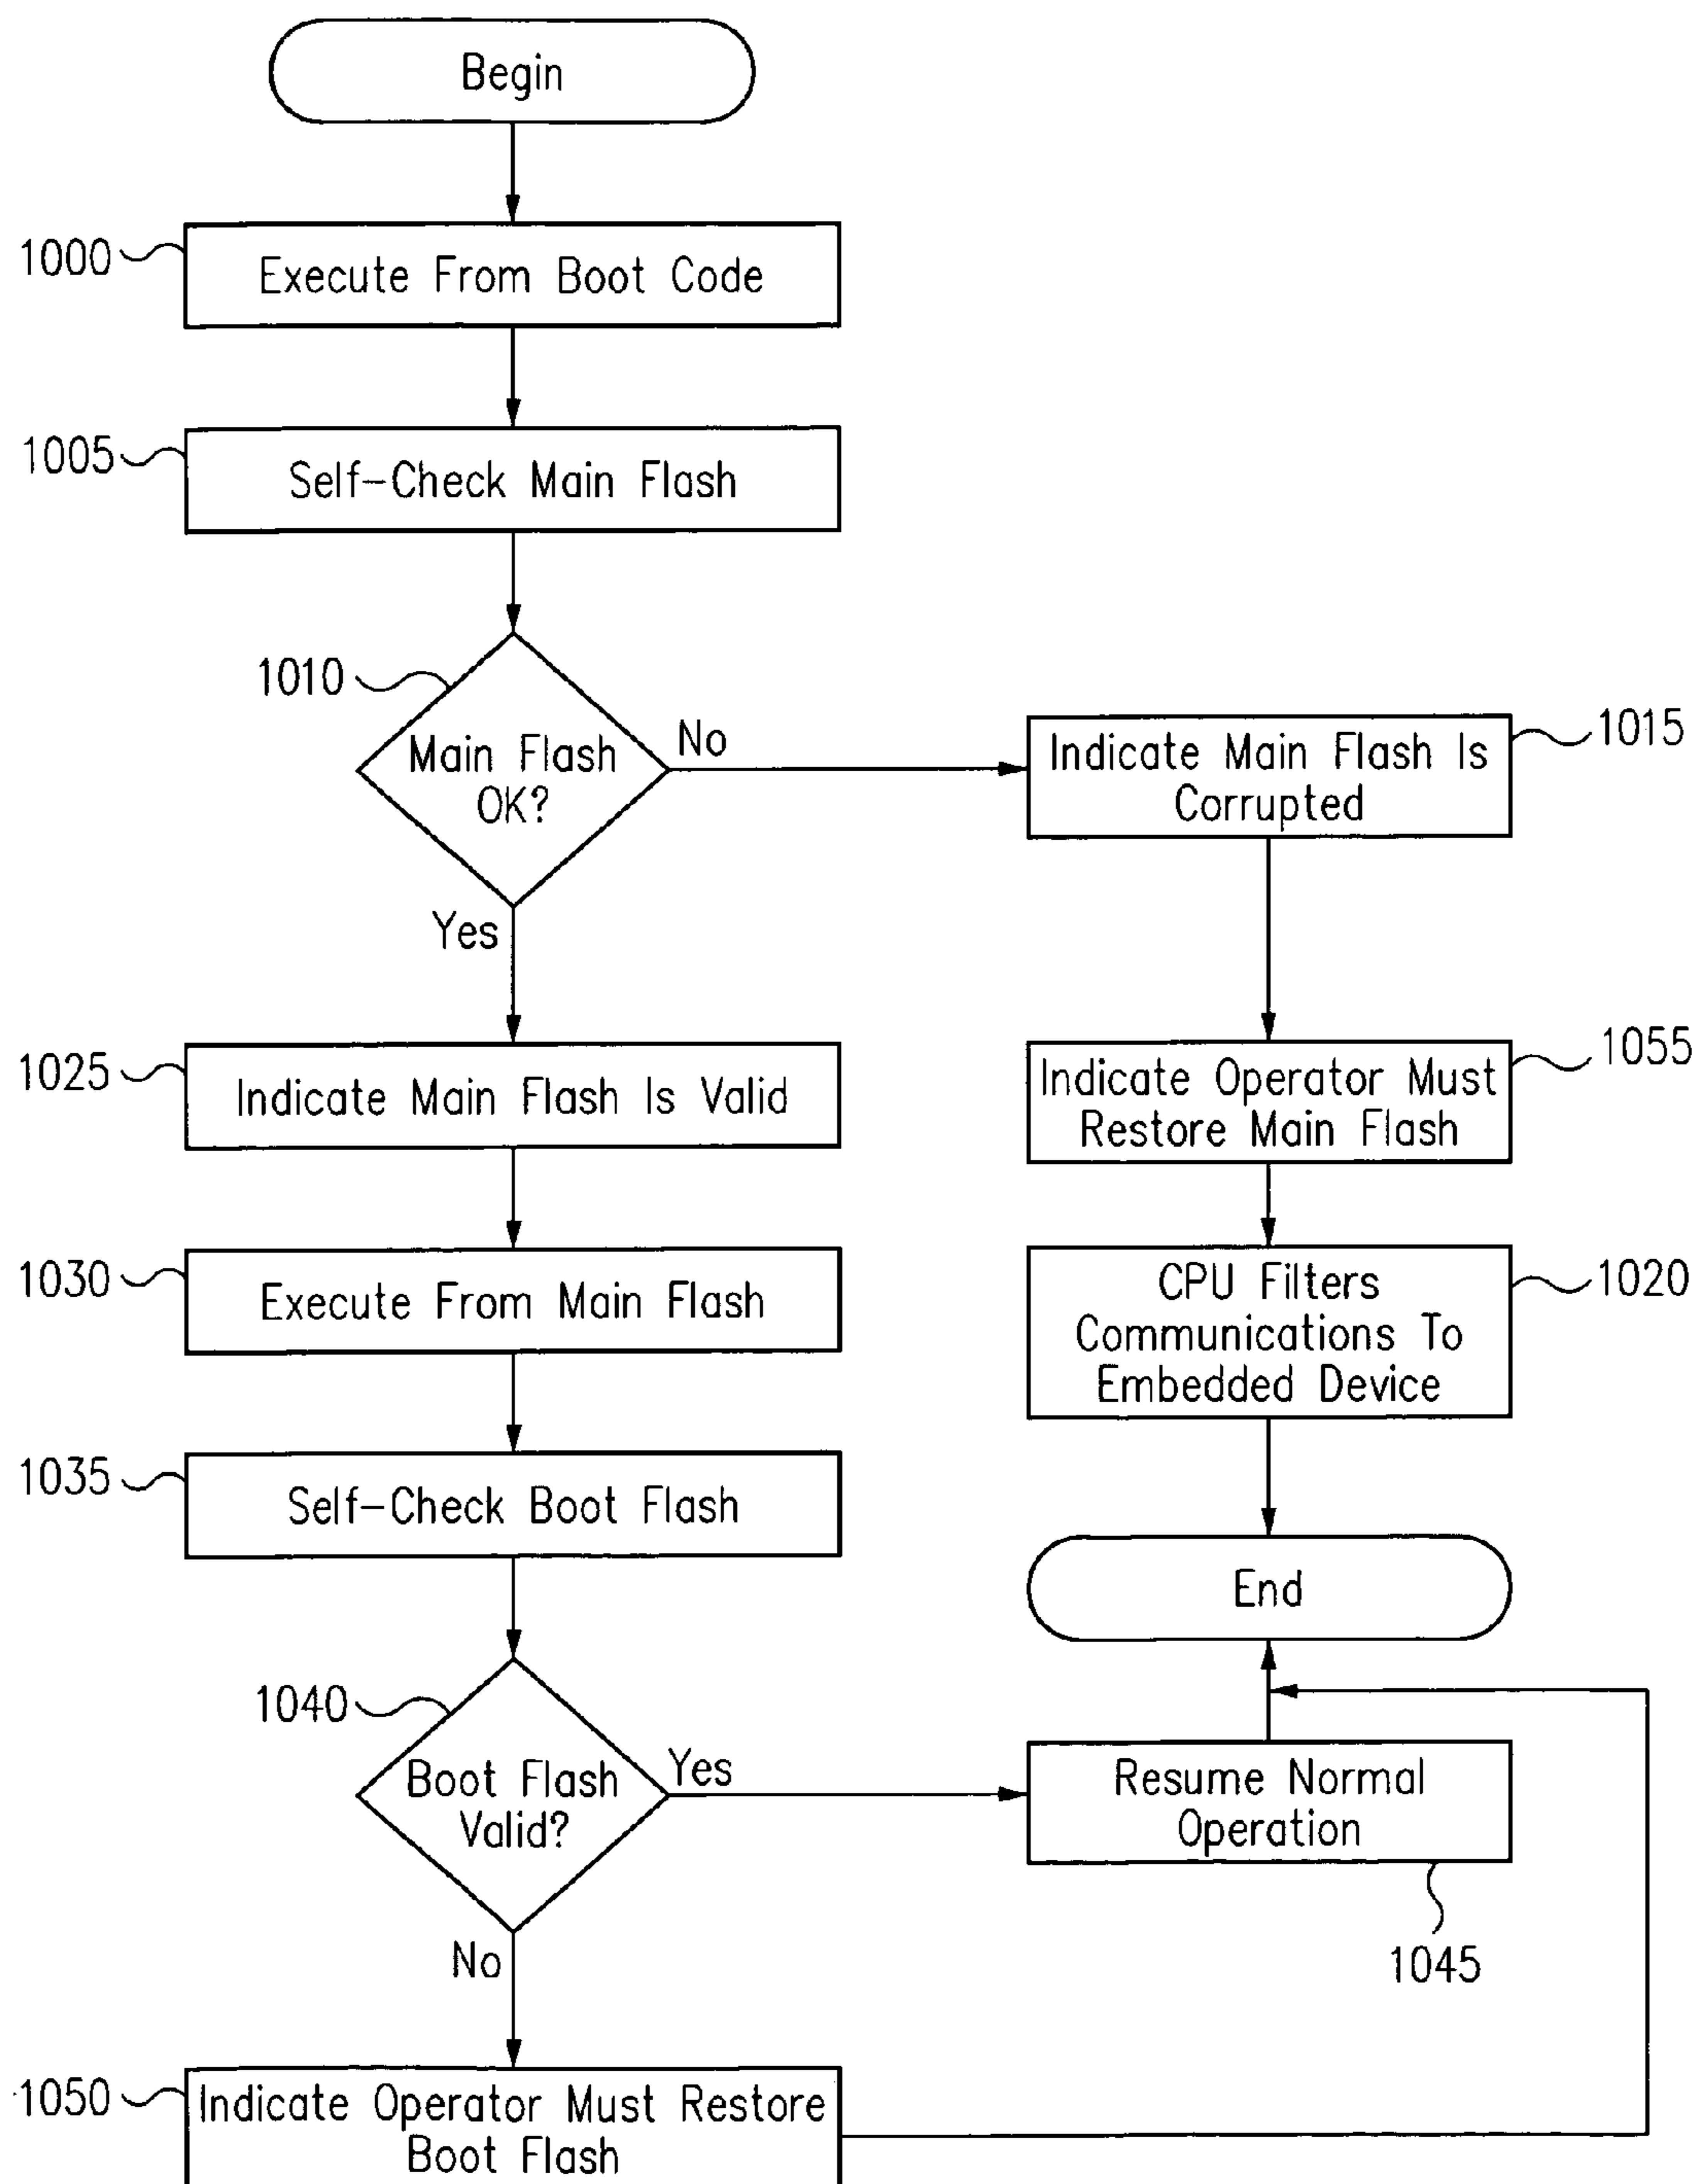 Begin
1000
Execute From Boot Code
1005
Self-Check Main Flash
1010
Main Flash
OK?
No
Yes
Indicate Main Flash Is
Corrupted
1015
1025
Indicate Main Flash Is Valid
Indicate Operator Must
Restore Main Flash
1055
1030
Execute From Main Flash
CPU Filters
Communications To
Embedded Device
1020
1035
Self-Check Boot Flash
End
1040
Boot Flash
Valid?
Yes
No
Resume Normal
Operation
1045
1050
Indicate Operator Must Restore
Boot Flash